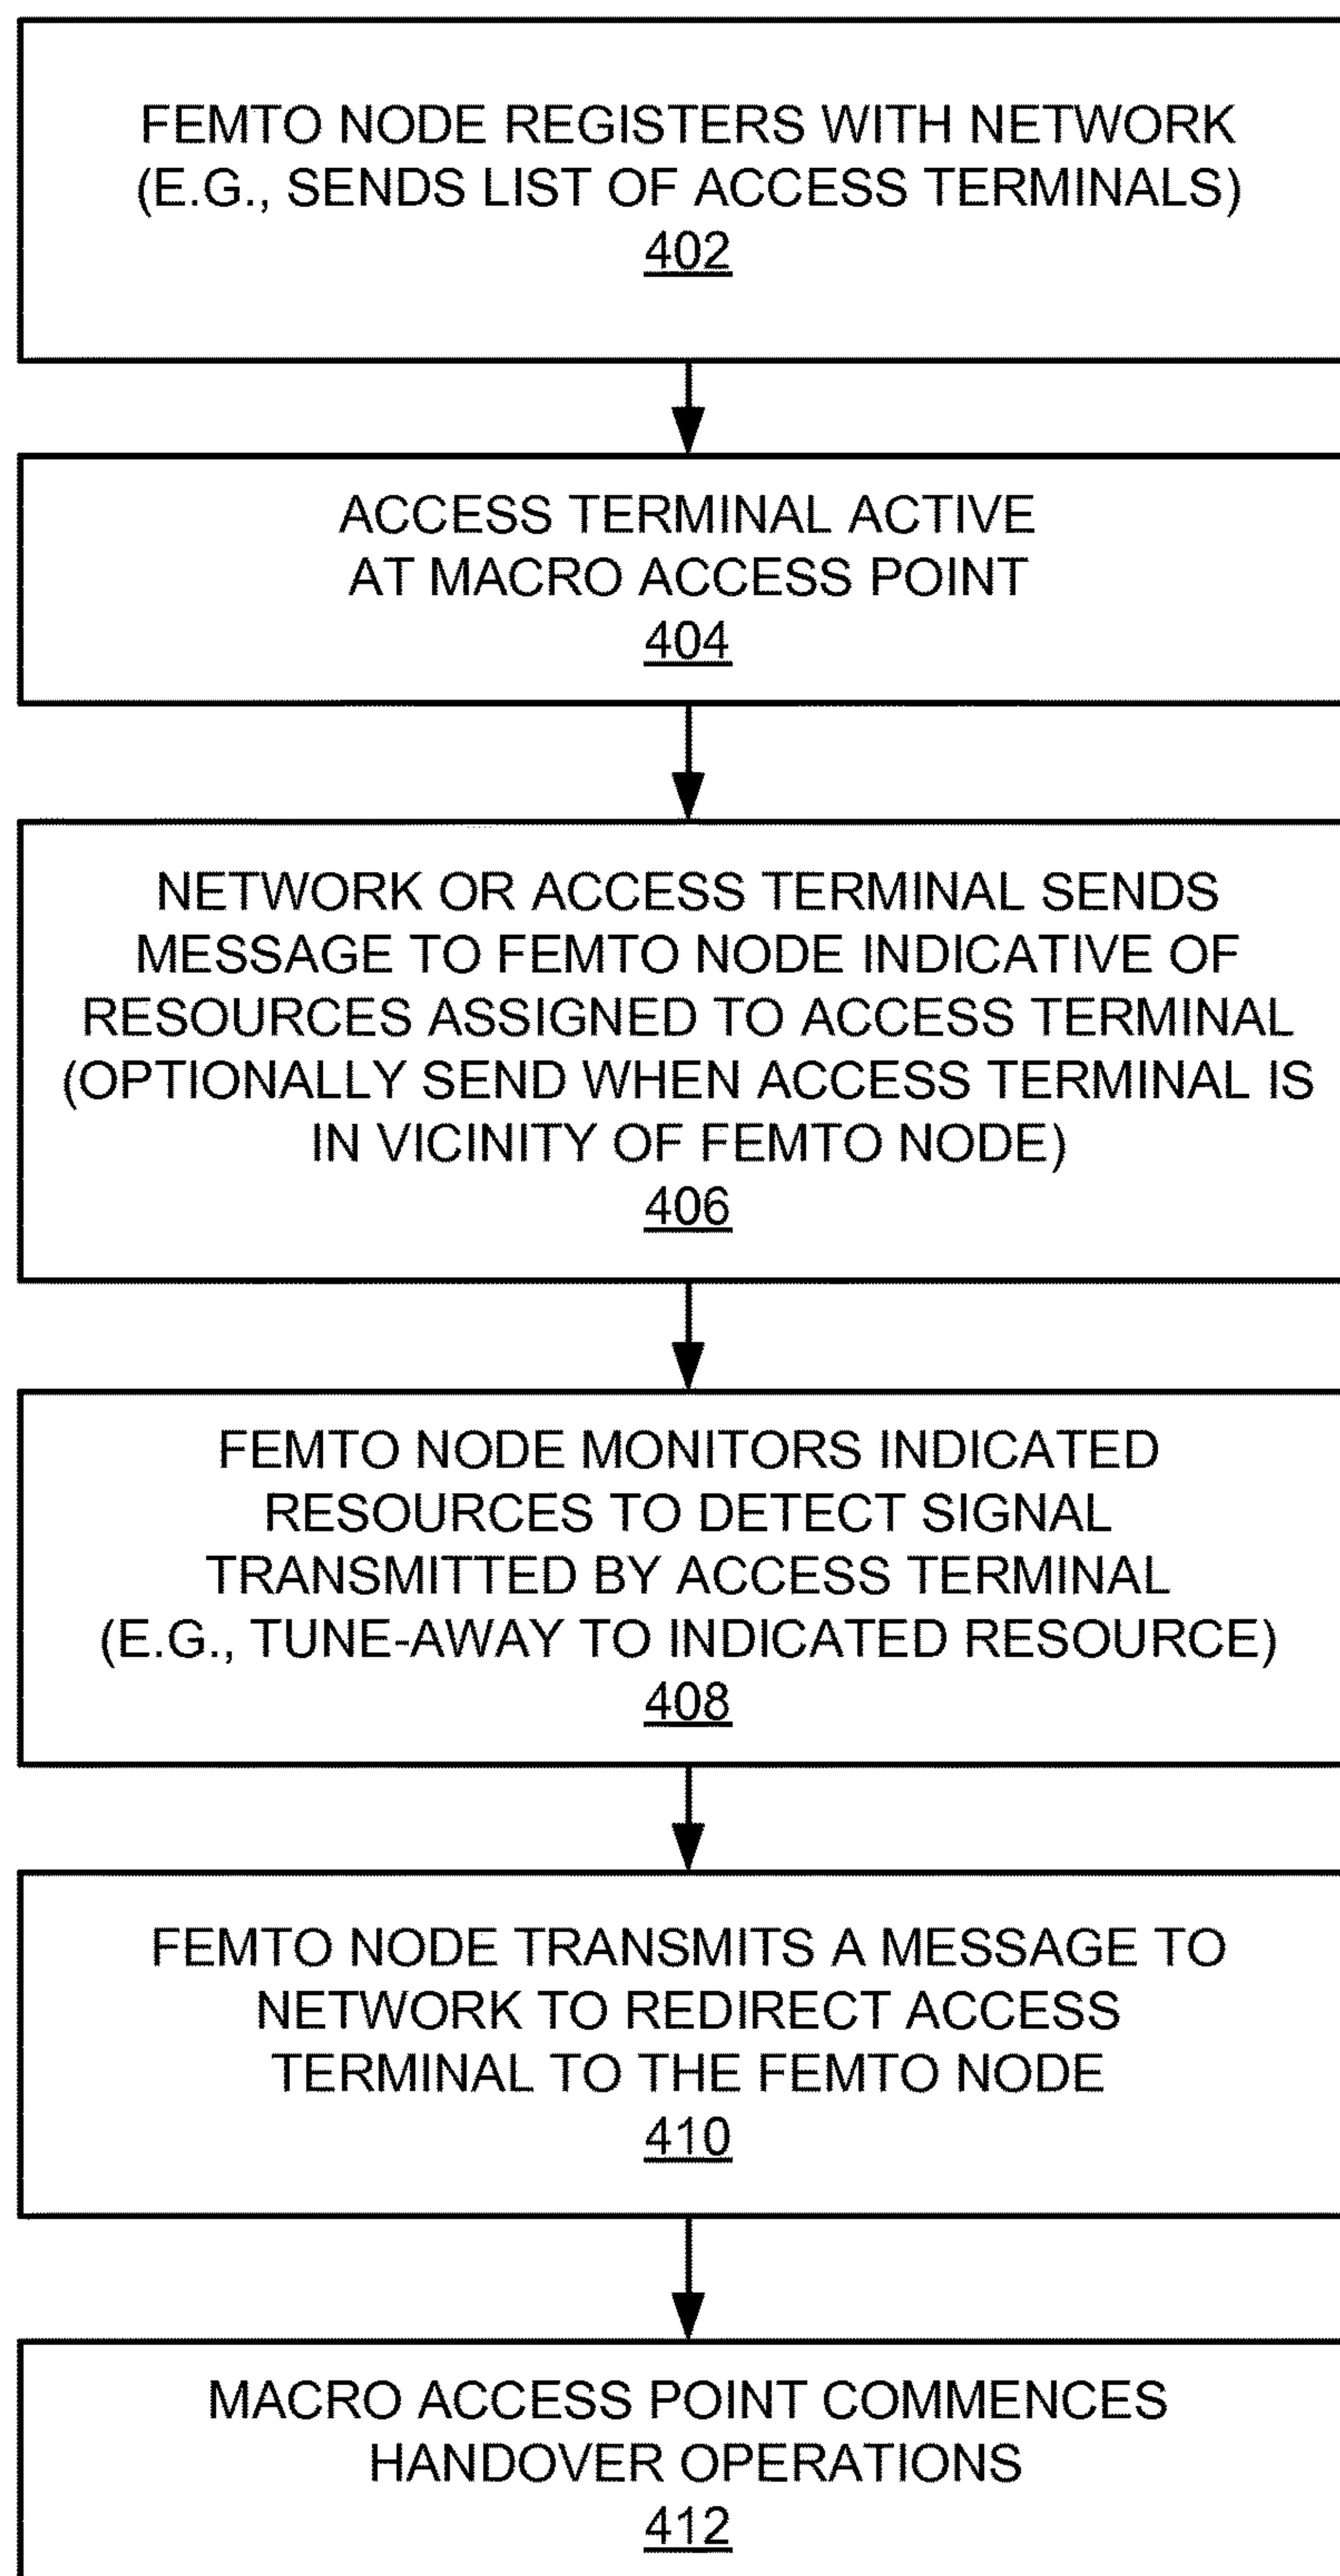 FEMTO NODE REGISTERS WITH NETWORK
(E.G., SENDS LIST OF ACCESS TERMINALS)
402
ACCESS TERMINAL ACTIVE
AT MACRO ACCESS POINT
404
NETWORK OR ACCESS TERMINAL SENDS
MESSAGE TO FEMTO NODE INDICATIVE OF
RESOURCES ASSIGNED TO ACCESS TERMINAL
(OPTIONALLY SEND WHEN ACCESS TERMINAL IS
IN VICINITY OF FEMTO NODE)
406
FEMTO NODE MONITORS INDICATED
RESOURCES TO DETECT SIGNAL
TRANSMITTED BY ACCESS TERMINAL
(E.G., TUNE-AWAY TO INDICATED RESOURCE)
408
FEMTO NODE TRANSMITS A MESSAGE TO
NETWORK TO REDIRECT ACCESS
TERMINAL TO THE FEMTO NODE
410
MACRO ACCESS POINT COMMENCES
HANDOVER OPERATIONS
412